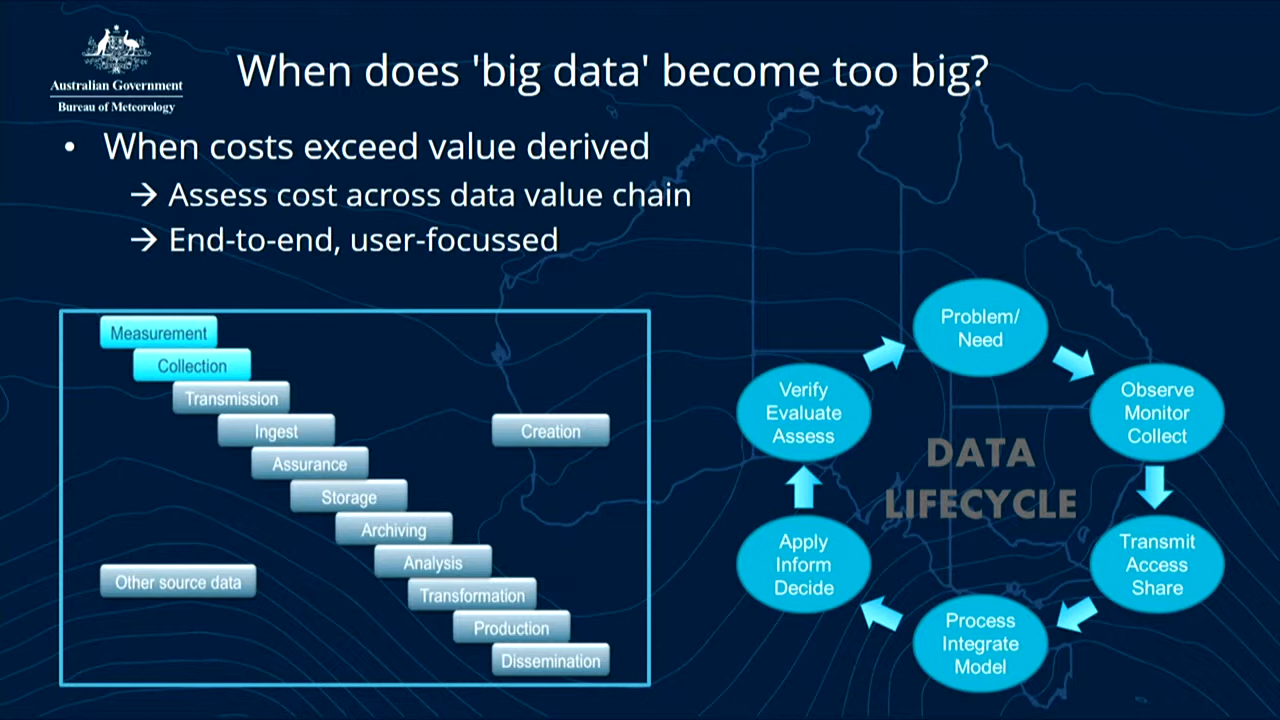 Australian Government
Bureau of Meteorology
When does 'big data' become too big?
• When costs exceed value derived
→ Assess cost across data value chain
→ End-to-end, user-focussed
Measurement
Collection
Transmission
Ingest
Creation
Assurance
Storage
Archiving
Analysis
Other source data
Transformation
Production
Dissemination
DATA
LIFECYCLE
Problem/
Need
Observe
Monitor
Collect
Transmit
Access
Share
Process
Integrate
Model
Apply
Inform
Decide
Verify
Evaluate
Assess